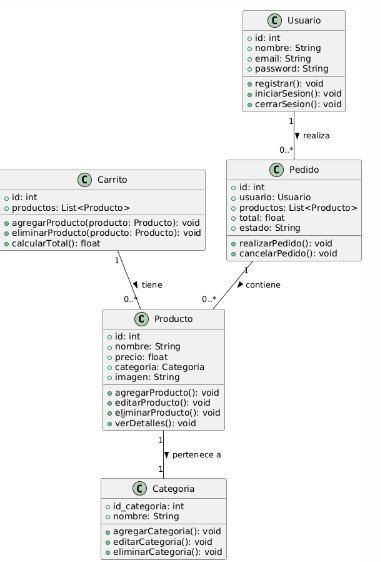 C Usuario
id: int
nombre: String
email: String
password: String
registrar(): void
iniciarSesion(): void
cerrarSesion(): void
1
realiza
0..*
C Pedido
id: int
usuario: Usuario
productos: List<Producto>
total: float
estado: String
realizarPedido(): void
cancelarPedido(): void
C Carrito
id: int
productos: List<Producto>
agregarProducto(producto: Producto): void
eliminarProducto(producto: Producto): void
calcularTotal(): float
1
tiene
0..*
1
contiene
0..*
C Producto
id: int
nombre: String
precio: float
categoria: Categoria
imagen: String
agregarProducto(): void
editarProducto(): void
eliminarProducto(): void
verDetalles(): void
1
pertenece a
1
C Categoria
id_categoria: int
nombre: String
agregarCategoria(): void
editarCategoria(): void
eliminarCategoria(): void